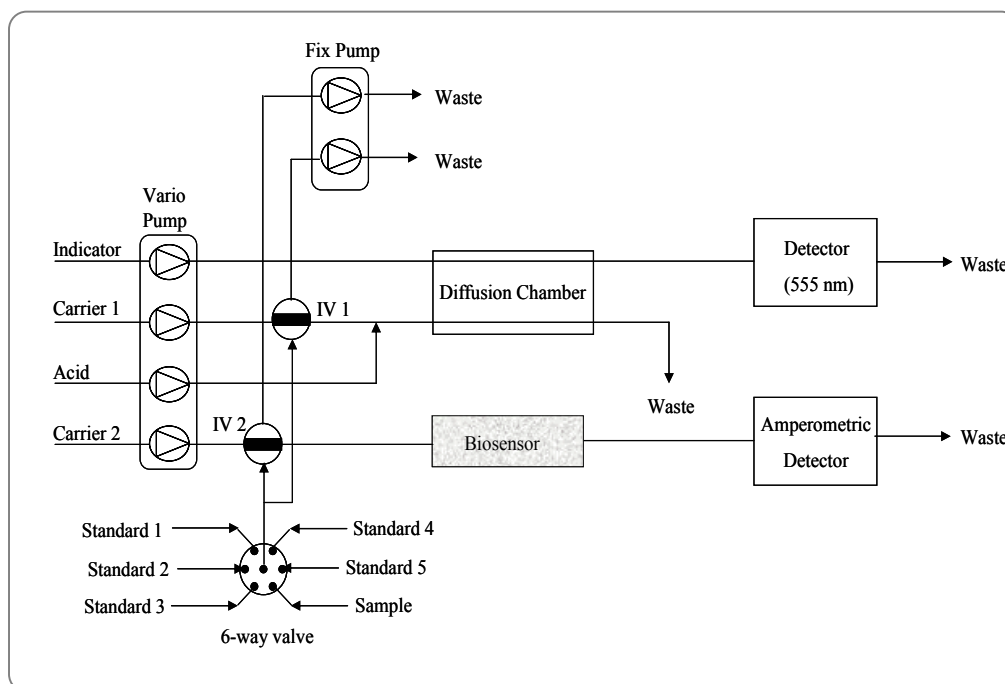 Fix Pump
Waste
Waste
Vario
Pump
Indicator
Carrier 1
Acid
Carrier 2
IV 1
IV 2
Diffusion Chamber
Detector
(555 nm)
Waste
Waste
Biosensor
Amperometric
Detector
Waste
Standard 1
Standard 2
Standard 3
Standard 4
Standard 5
Sample
6-way valve